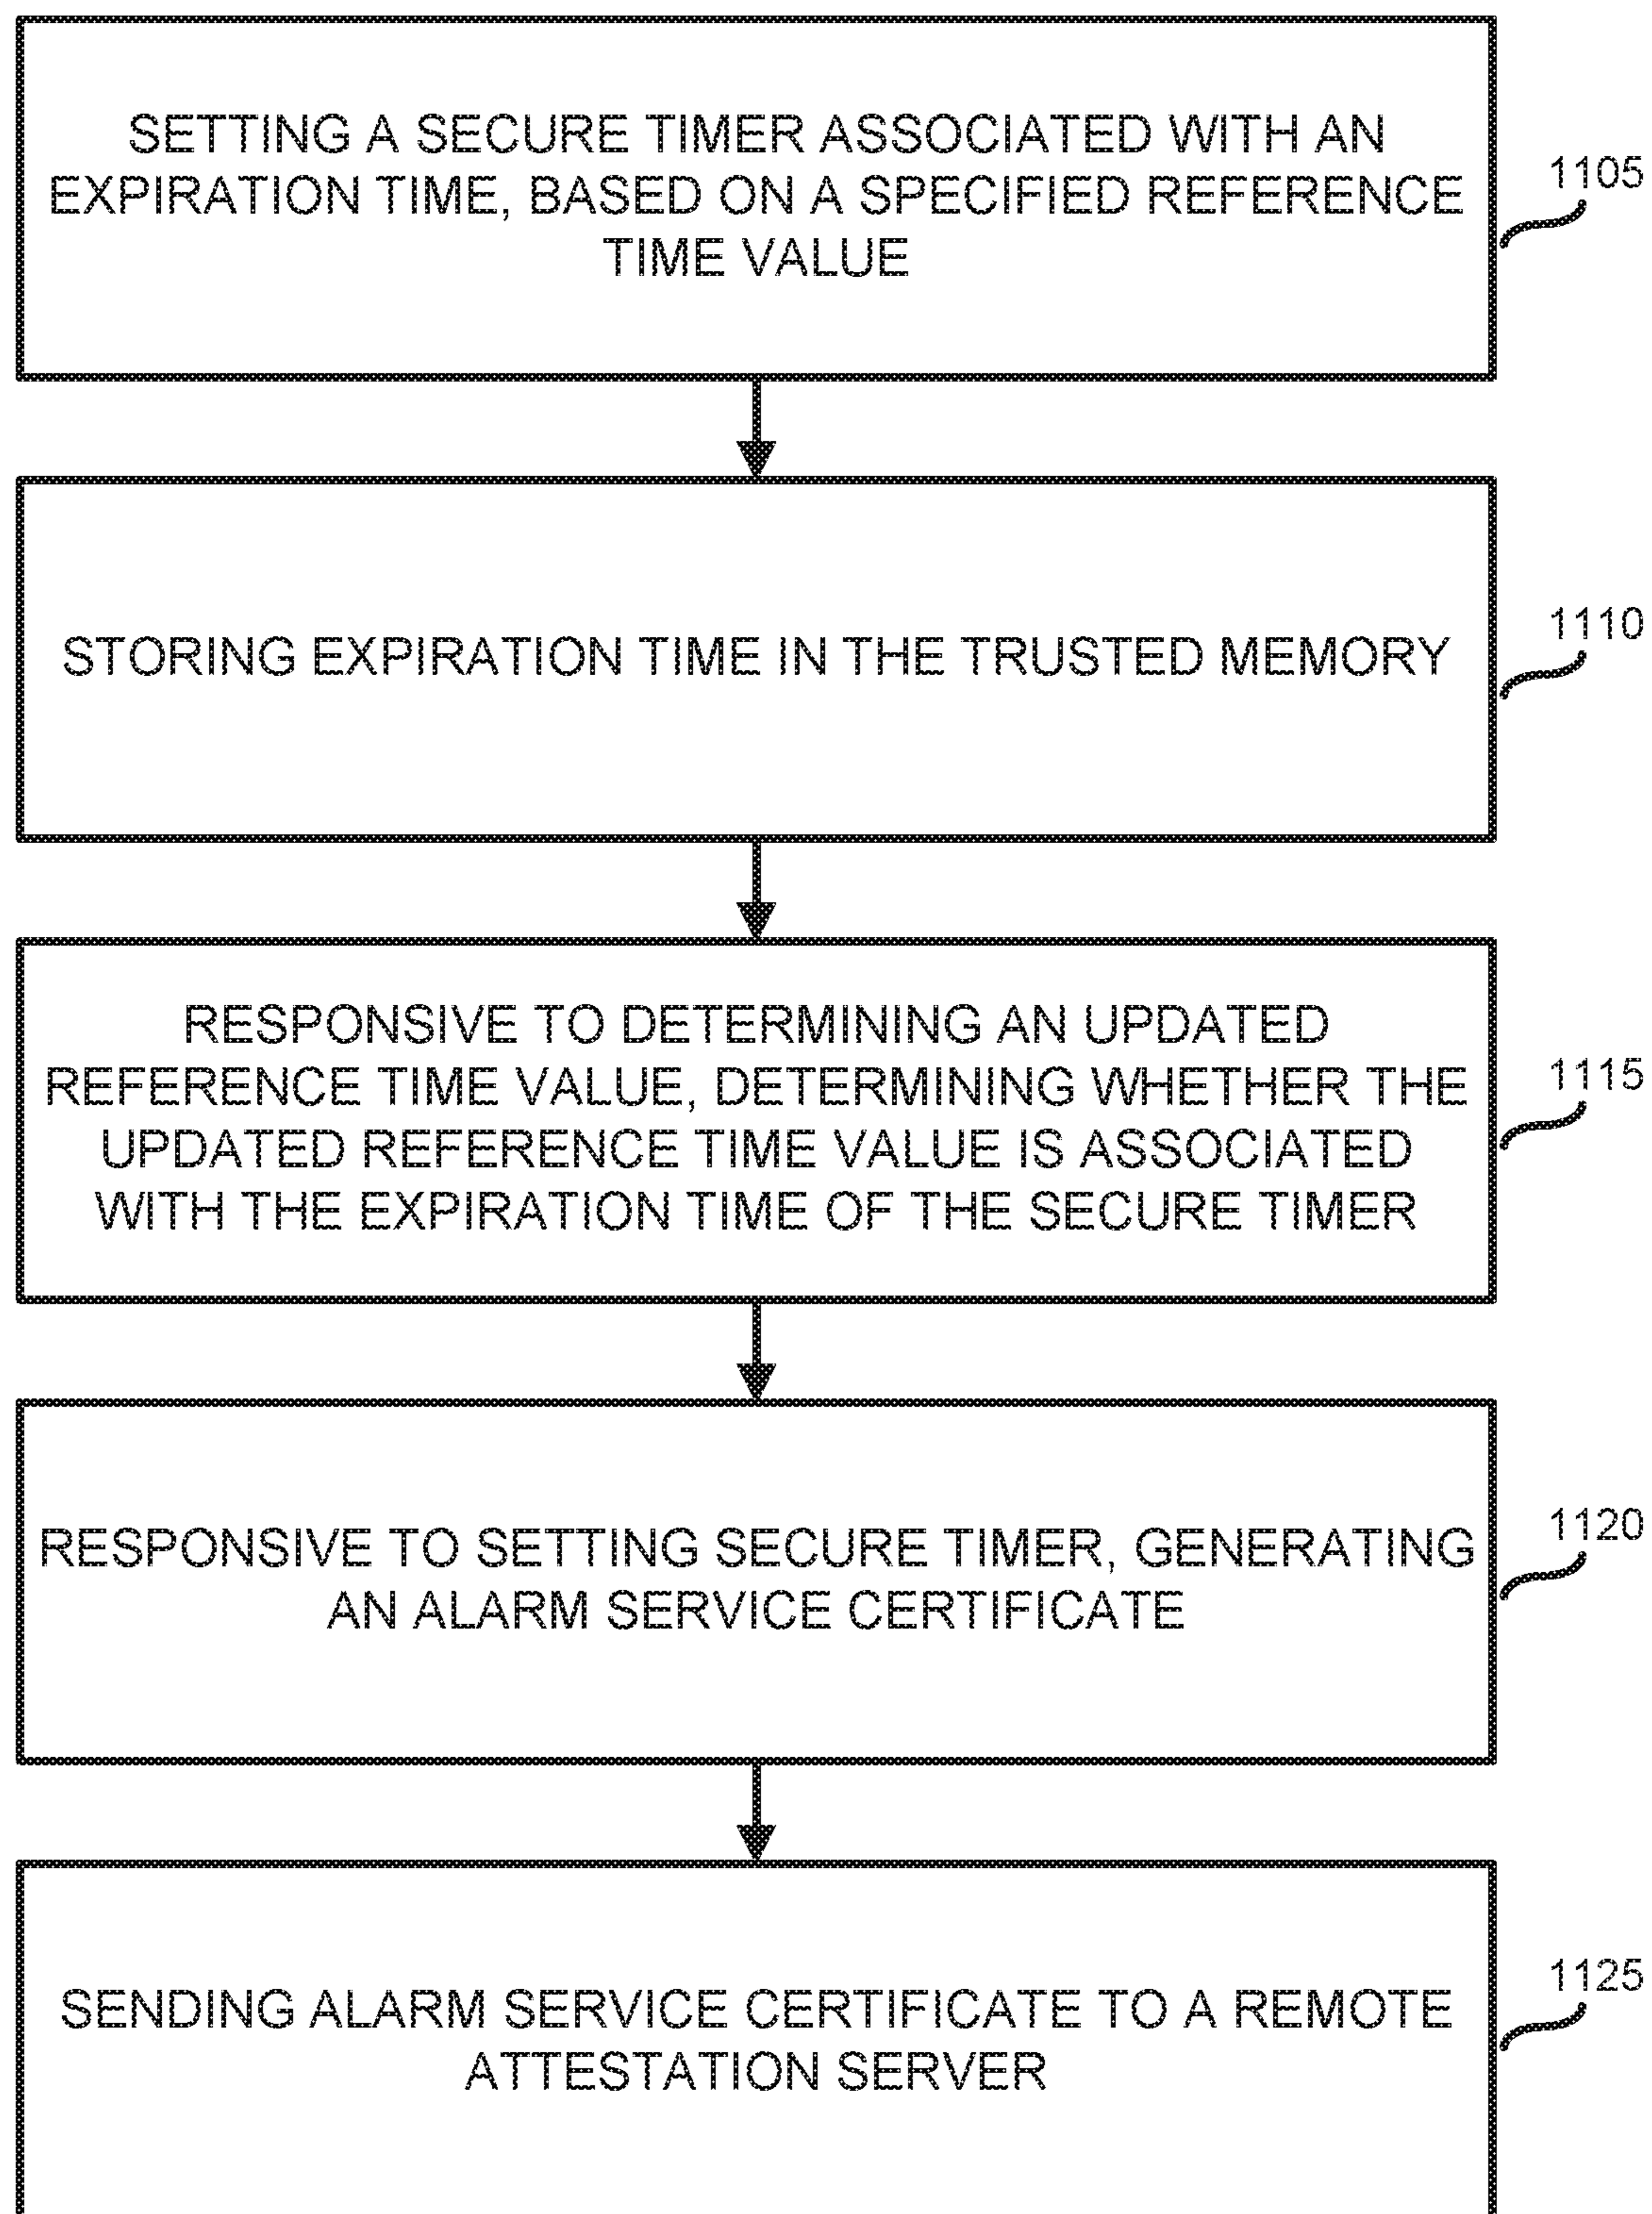 SETTING A SECURE TIMER ASSOCIATED WITH AN
EXPIRATION TIME, BASED ON A SPECIFIED REFERENCE
TIME VALUE
1105
STORING EXPIRATION TIME IN THE TRUSTED MEMORY
1110
RESPONSIVE TO DETERMINING AN UPDATED
REFERENCE TIME VALUE, DETERMINING WHETHER THE
UPDATED REFERENCE TIME VALUE IS ASSOCIATED
WITH THE EXPIRATION TIME OF THE SECURE TIMER
1115
RESPONSIVE TO SETTING SECURE TIMER, GENERATING
AN ALARM SERVICE CERTIFICATE
1120
SENDING ALARM SERVICE CERTIFICATE TO A REMOTE
ATTESTATION SERVER
1125